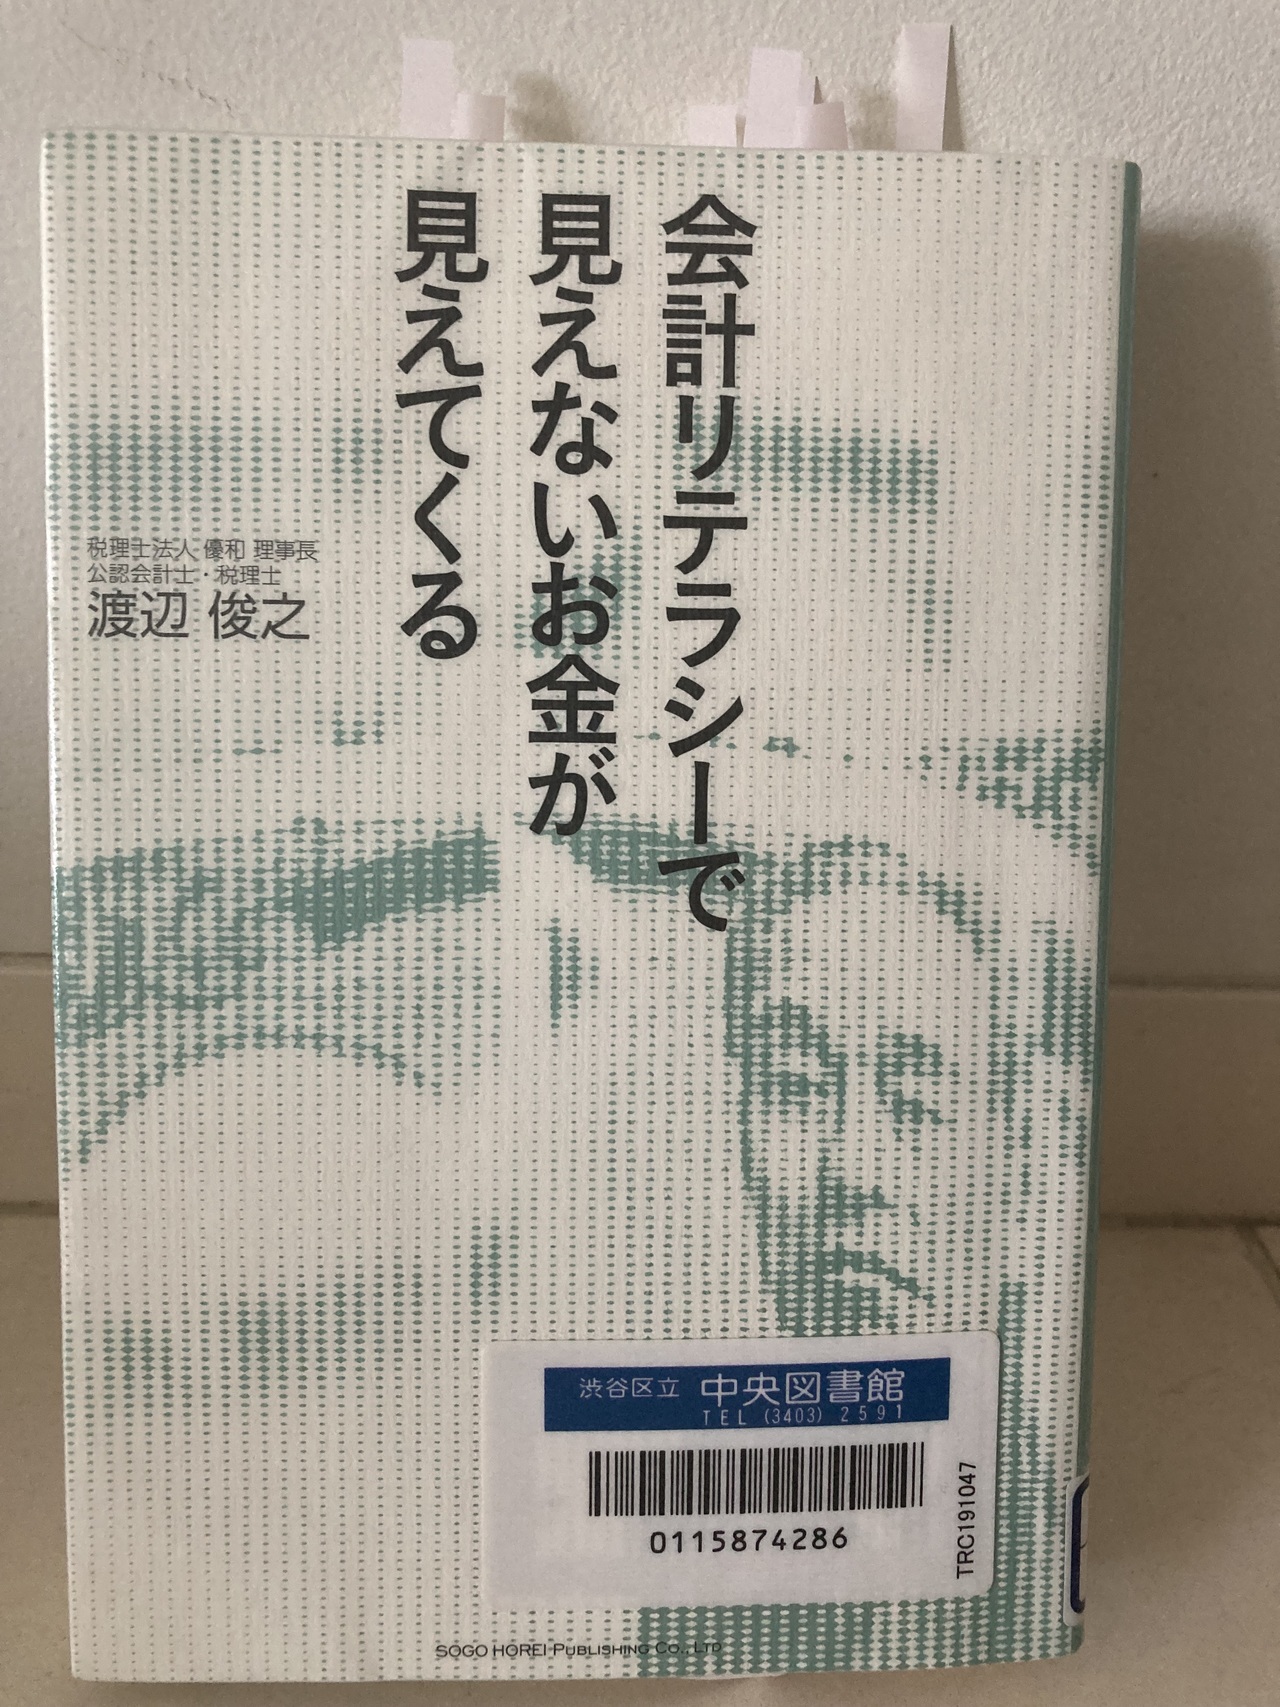 会計リテラシーで
見えないお金が
見えてくる
税理士法人 優和 理事長
公認会計士・税理士
渡辺 俊之
渋谷区立 中央図書館
TEL (3403) 2591
0115874286
TRC191047
SOGO HOREI PUBLISHING CO., LTD